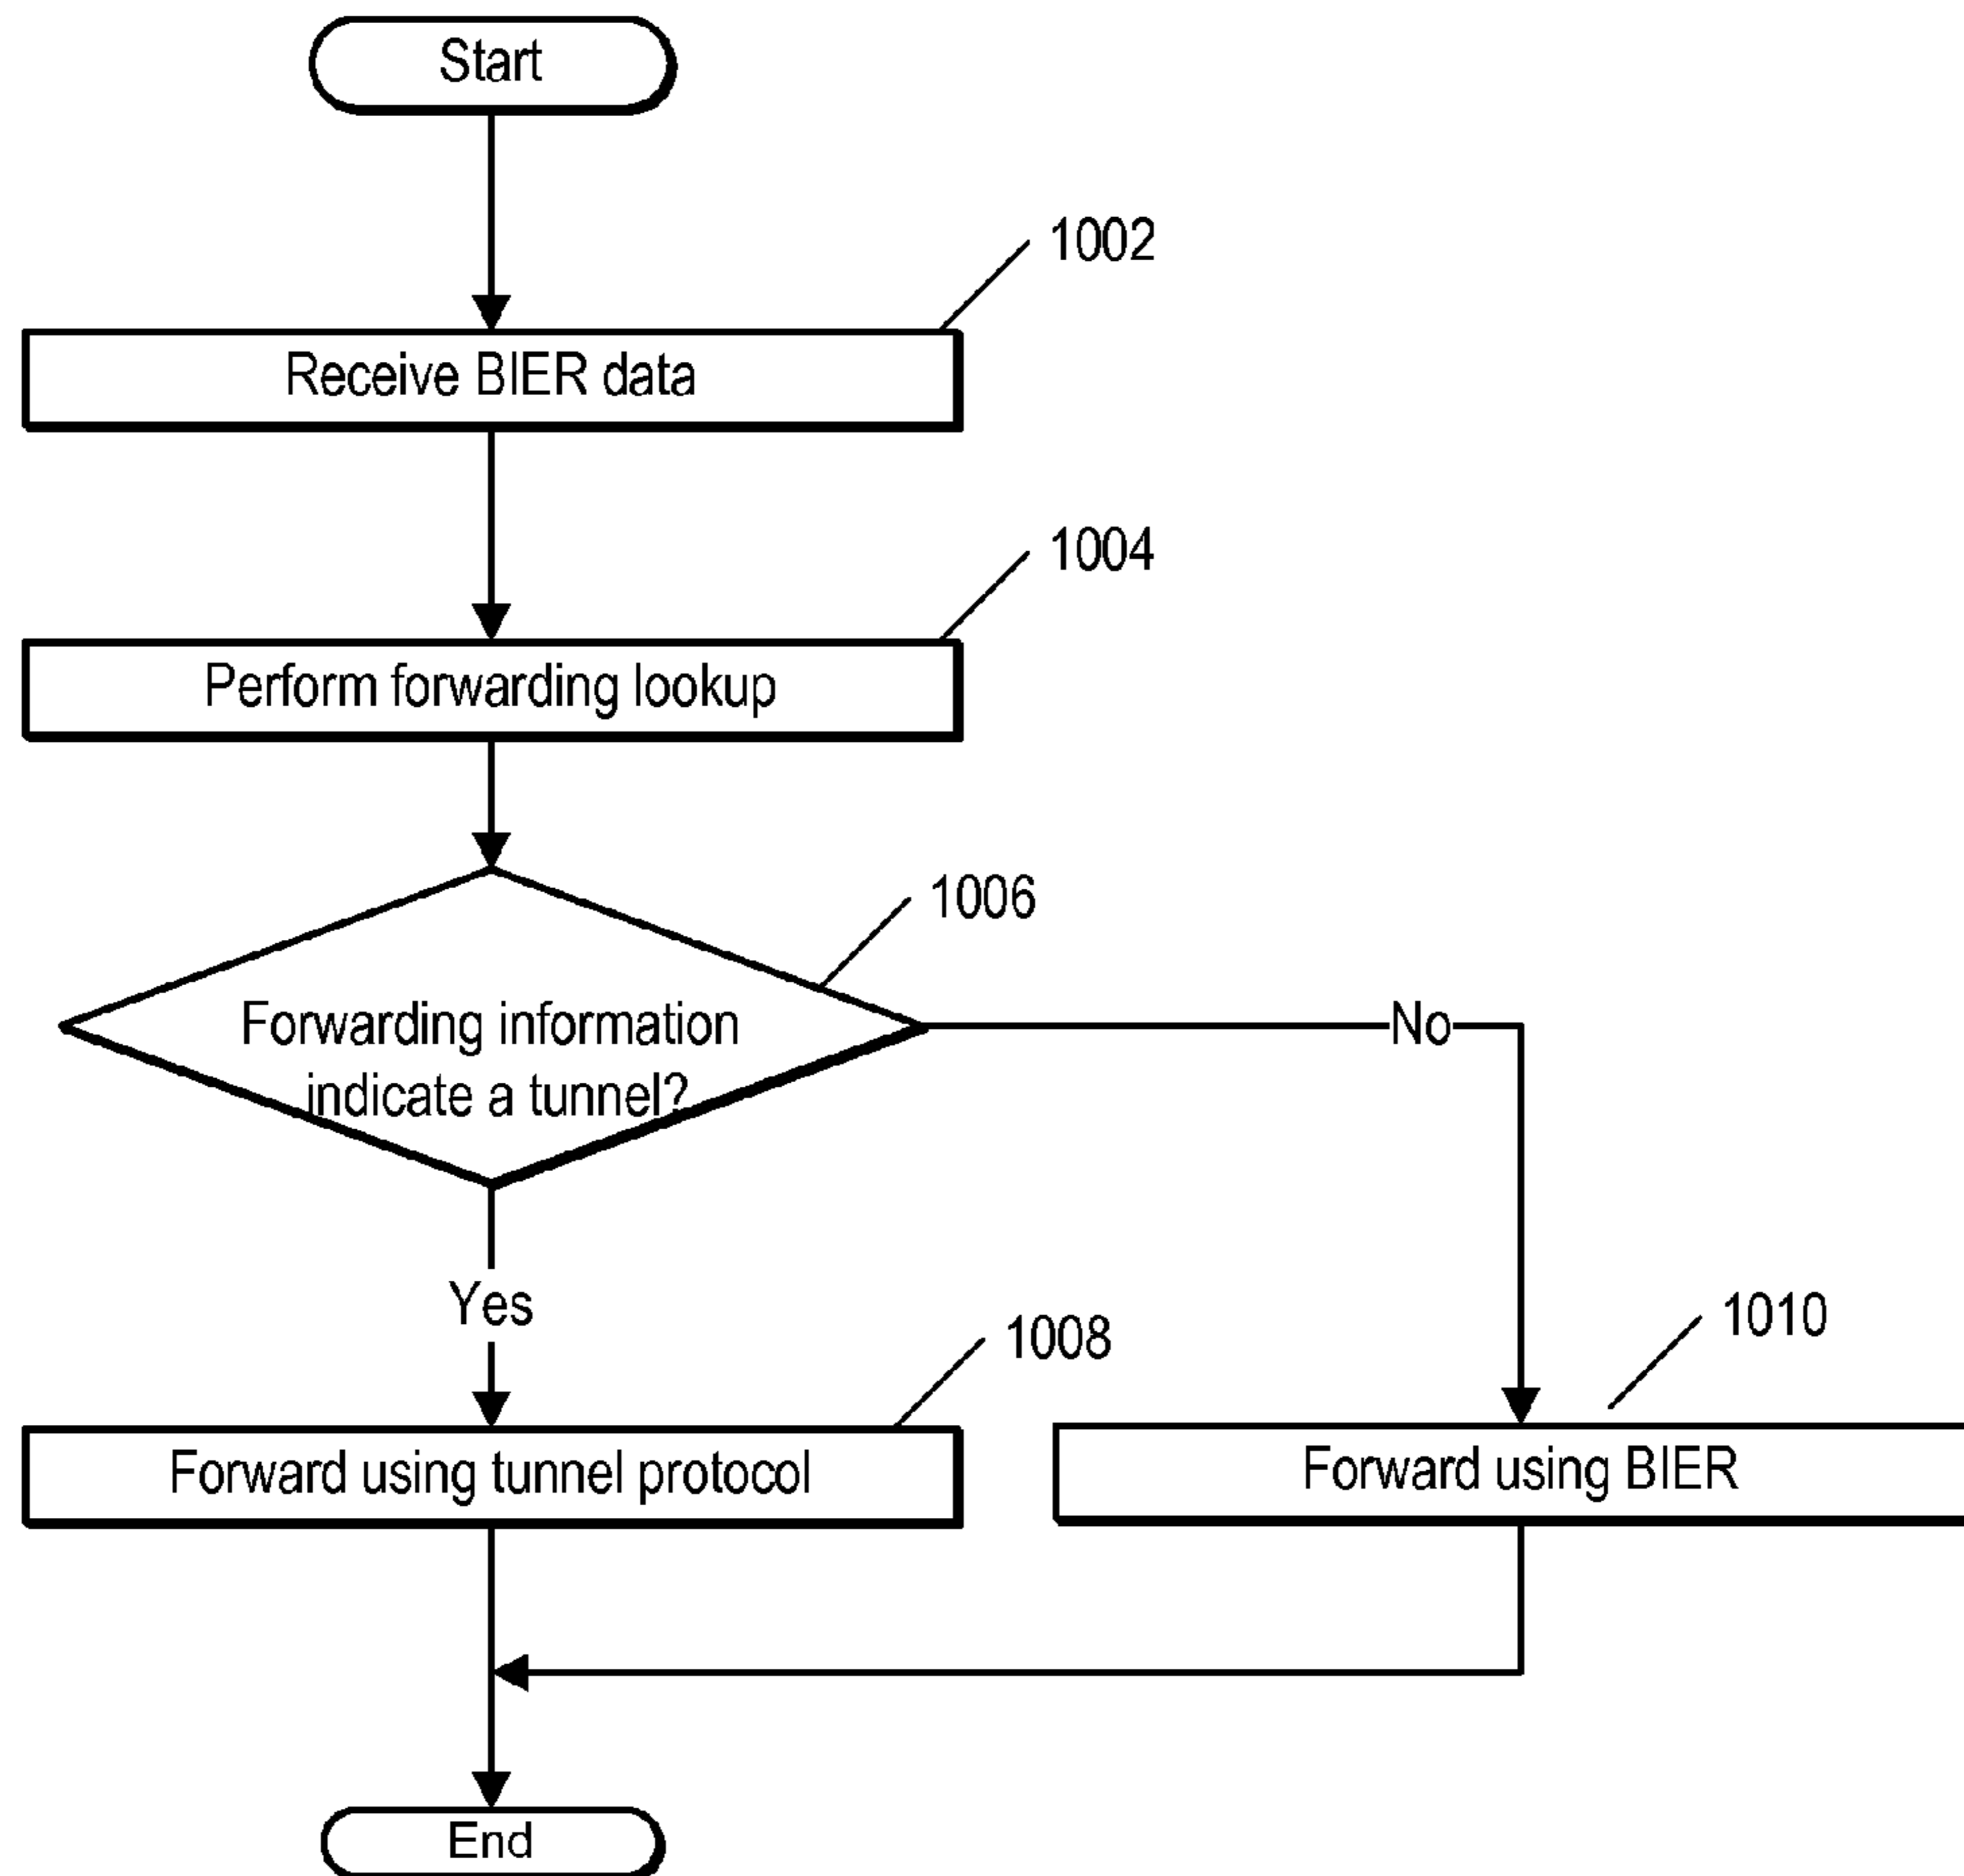 Start
1002
Receive BIER data
1004
Perform forwarding lookup
1006
Forwarding information
indicate a tunnel?
No
Yes
1008
1010
Forward using tunnel protocol
Forward using BIER
End